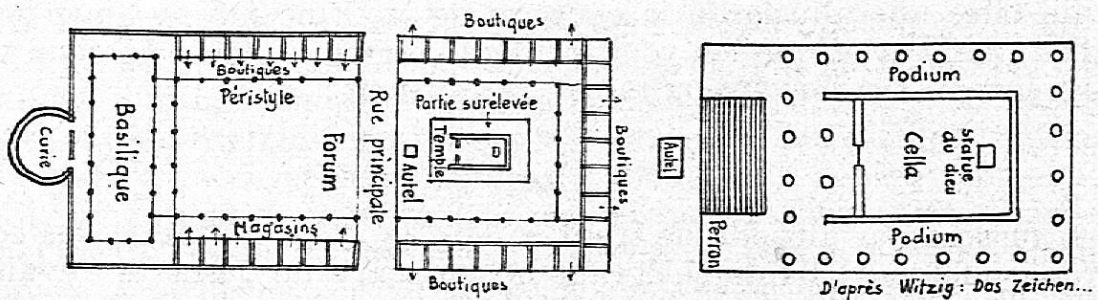 Boutiques
Boutiques
Péristyle
Curie
Basilique
Forum
Magasins
Rue principale
Partie surélevée
Temple
Autel
Boutiques
Boutiques
Autel
Perron
Podium
statue du dieu
Cella
Podium
D'après Witzig : Das Zeichen...